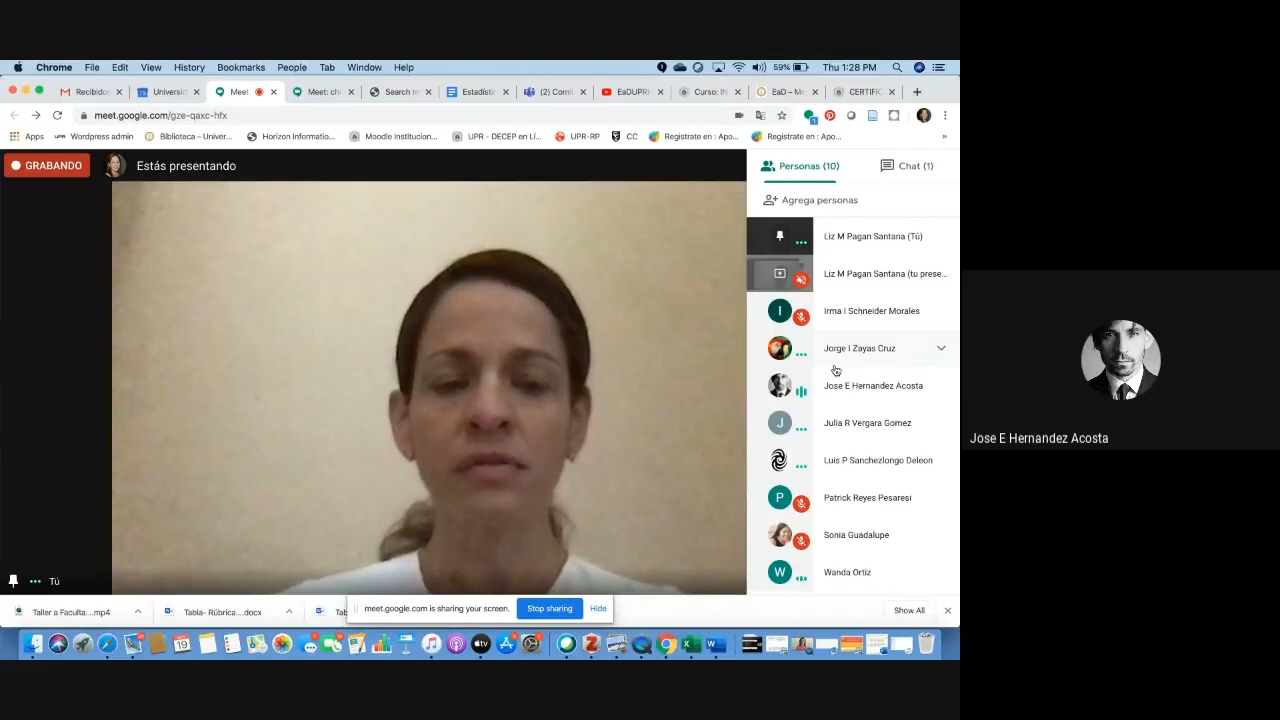 Chrome File Edit View History Bookmarks People Tab Window Help 59% Thu 1:28 PM
Recibido Universi Meet Meet: ch Search re Estadíst (2) Com EaDUPR Curso: IN EaD – Mo CERTIFIC
meet.google.com/gze-qaxc-hfx
Apps Wordpress admin Biblioteca – Univer... Horizon Informatio... Moodle Institucion... UPR - DECEP en Lí... UPR-RP CC Registrate en : Apo... Registrate en : Apo... »
GRABANDO Estás presentando
Personas (10) Chat (1)
Agrega personas
Liz M Pagan Santana (Tú)
Liz M Pagan Santana (tu prese...
Irma I Schneider Morales
Jorge I Zayas Cruz
Jose E Hernandez Acosta
Julia R Vergara Gomez
Luis P Sanchezlongo Deleon
Patrick Reyes Pesaresi
Sonia Guadalupe
Wanda Ortiz
Tú
Taller a Faculta....mp4 Tabla- Rúbrica....docx Tab
meet.google.com is sharing your screen. Stop sharing Hide
Show All
Jose E Hernandez Acosta